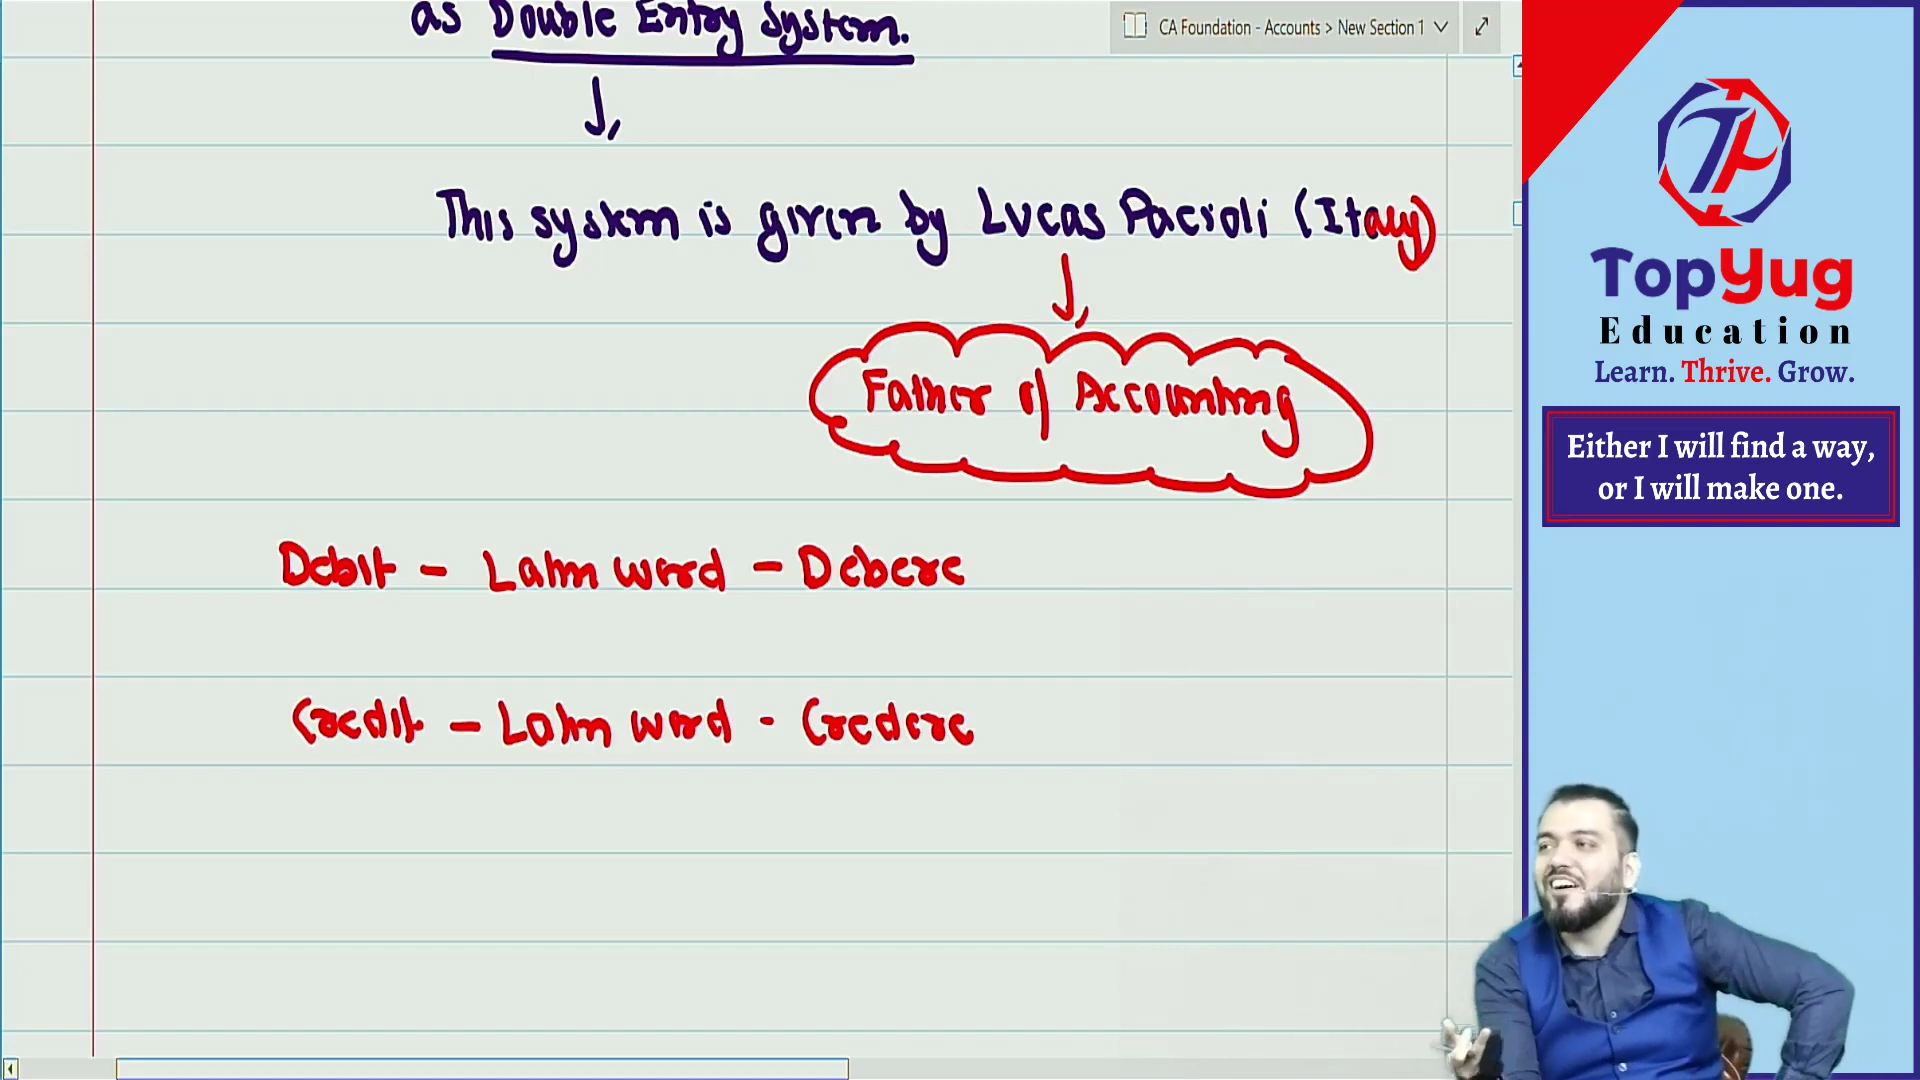 as Double Entry System.
CA Foundation - Accounts > New Section 1
This system is given by Lucas Pacioli (Italy)
Father of Accounting
Debit - Latin word - Debere
Credit - Latin word - Credere
TopYug
Education
Learn. Thrive. Grow.
Either I will find a way,
or I will make one.